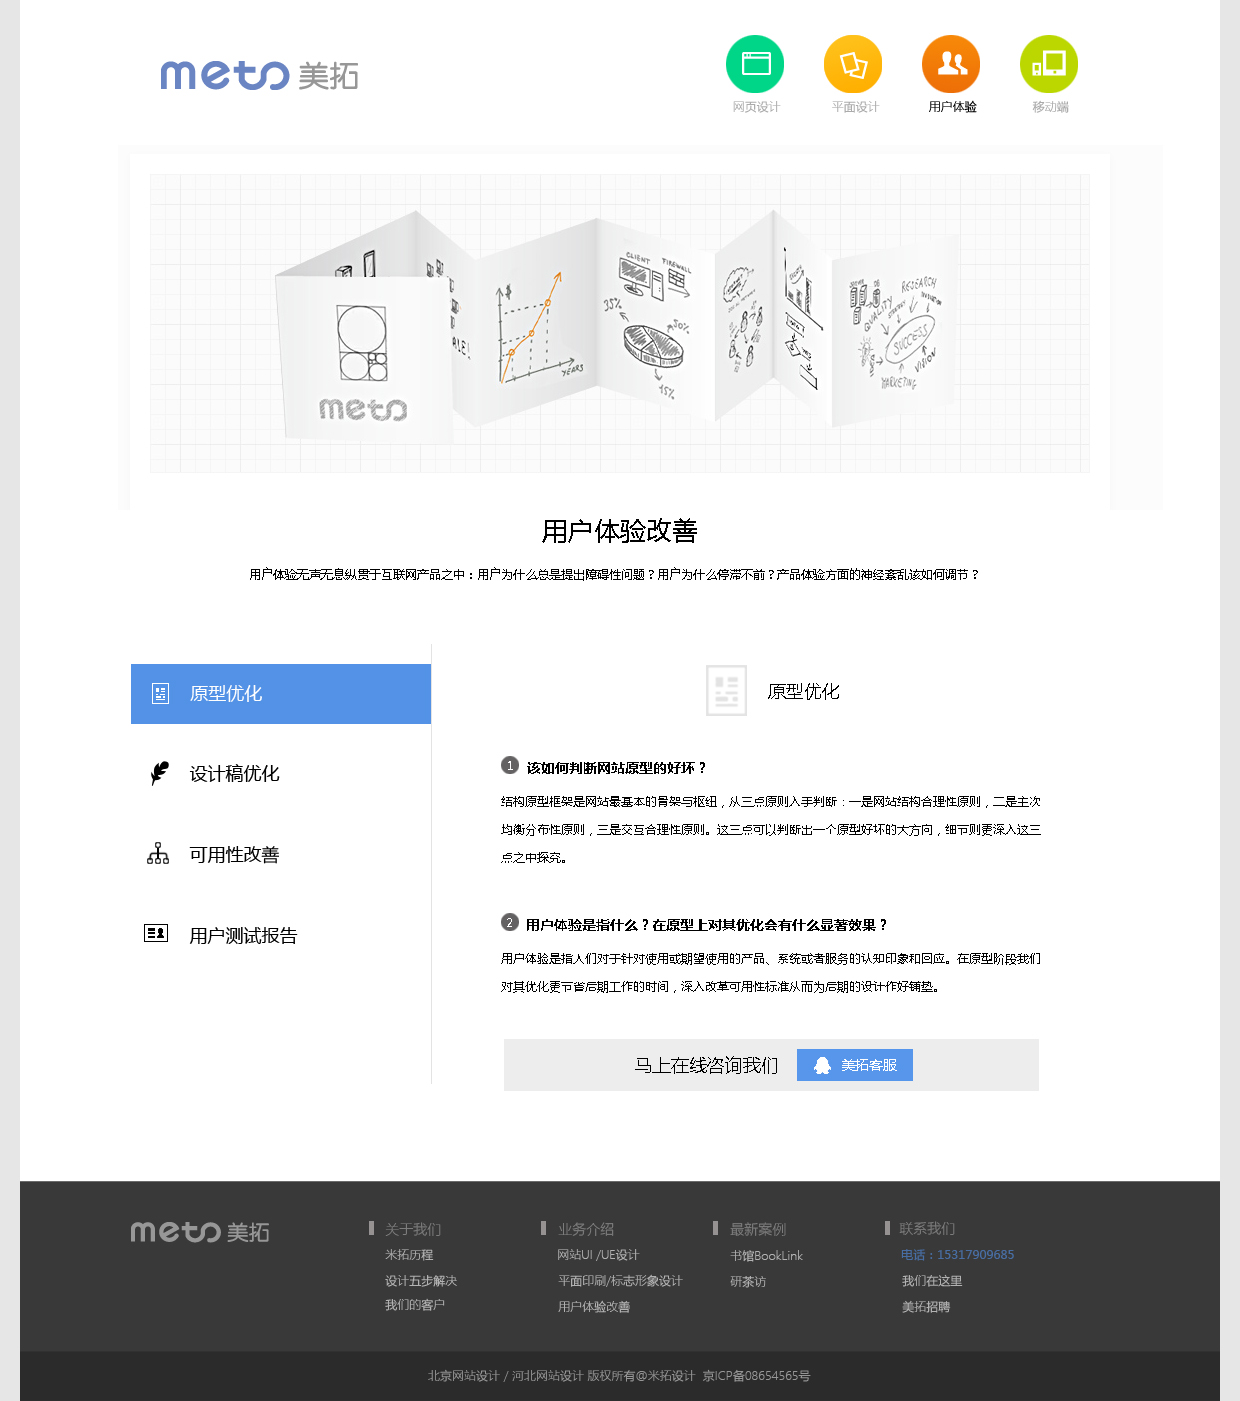 meto 美拓
网页设计
平面设计
用户体验
移动端
CLIENT FIREWALL
35%
50%
15%
YEARS
meto
RESEARCH
QUALITY
SUCCESS
VISION
MARKETING
用户体验改善
用户体验无声无息纵贯于互联网产品之中：用户为什么总是提出障碍性问题？用户为什么停滞不前？产品体验方面的神经紊乱该如何调节？
原型优化
设计稿优化
可用性改善
用户测试报告
原型优化
1 该如何判断网站原型的好坏？
结构原型框架是网站最基本的骨架与枢纽，从三点原则入手判断：一是网站结构合理性原则，二是主次
均衡分布性原则，三是交互合理性原则。这三点可以判断出一个原型好坏的大方向，细节则更深入这三
点之中探究。
2 用户体验是指什么？在原型上对其优化会有什么显著效果？
用户体验是指人们对于针对使用或期望使用的产品、系统或者服务的认知印象和回应。在原型阶段我们
对其优化更节省后期工作的时间，深入改革可用性标准从而为后期的设计作好铺垫。
马上在线咨询我们
美拓客服
meto 美拓
关于我们
米拓历程
设计五步解决
我们的客户
业务介绍
网站UI /UE设计
平面印刷/标志形象设计
用户体验改善
最新案例
书馆BookLink
研茶访
联系我们
电话：15317909685
我们在这里
美拓招聘
北京网站设计 / 河北网站设计 版权所有@米拓设计 京ICP备08654565号